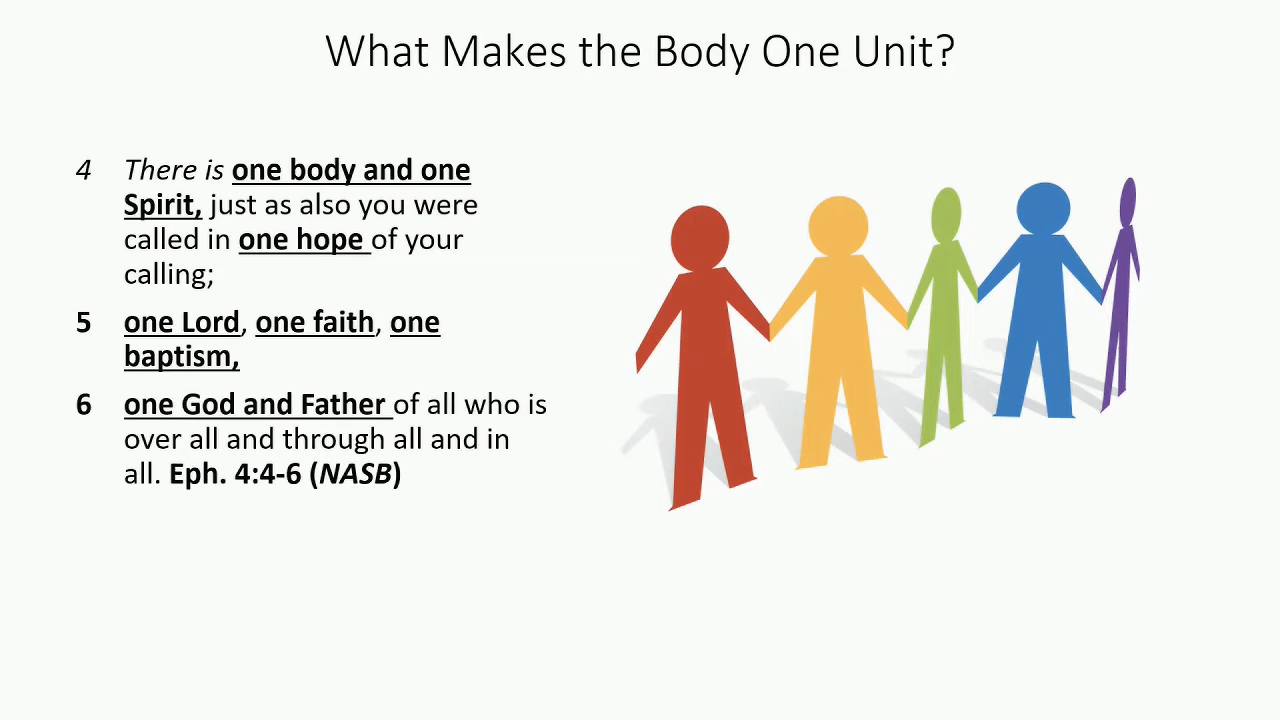 What Makes the Body One Unit?
4 There is one body and one
Spirit, just as also you were
called in one hope of your
calling;
5 one Lord, one faith, one
baptism,
6 one God and Father of all who is
over all and through all and in
all. Eph. 4:4-6 (NASB)